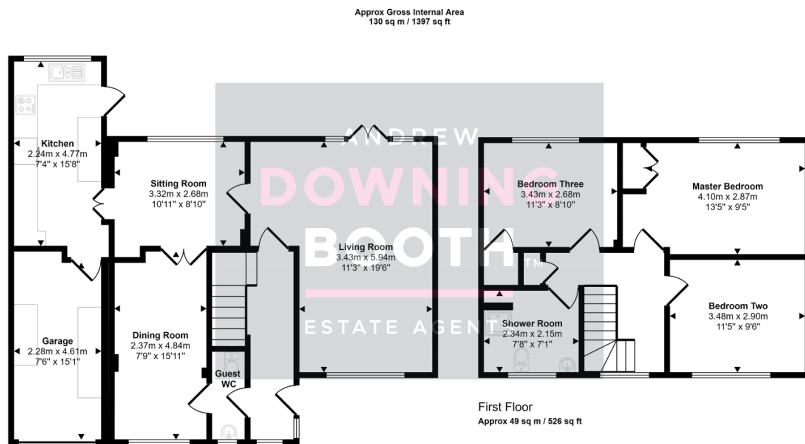 Approx Gross Internal Area
130 sq m / 1397 sq ft
Kitchen
2.24m x 4.77m
7'4" x 15'8"
Sitting Room
3.32m x 2.68m
10'11" x 8'10"
Living Room
3.43m x 5.94m
11'3" x 19'6"
Garage
2.28m x 4.61m
7'6" x 15'1"
Dining Room
2.37m x 4.84m
7'9" x 15'11"
Guest
WC
Bedroom Three
3.43m x 2.68m
11'3" x 8'10"
Master Bedroom
4.10m x 2.87m
13'5" x 9'5"
Bedroom Two
3.48m x 2.90m
11'5" x 9'6"
Shower Room
2.34m x 2.15m
7'8" x 7'1"
First Floor
Approx 49 sq m / 526 sq ft
ANDREW
DOWNING
BOOTH™
ESTATE AGENT